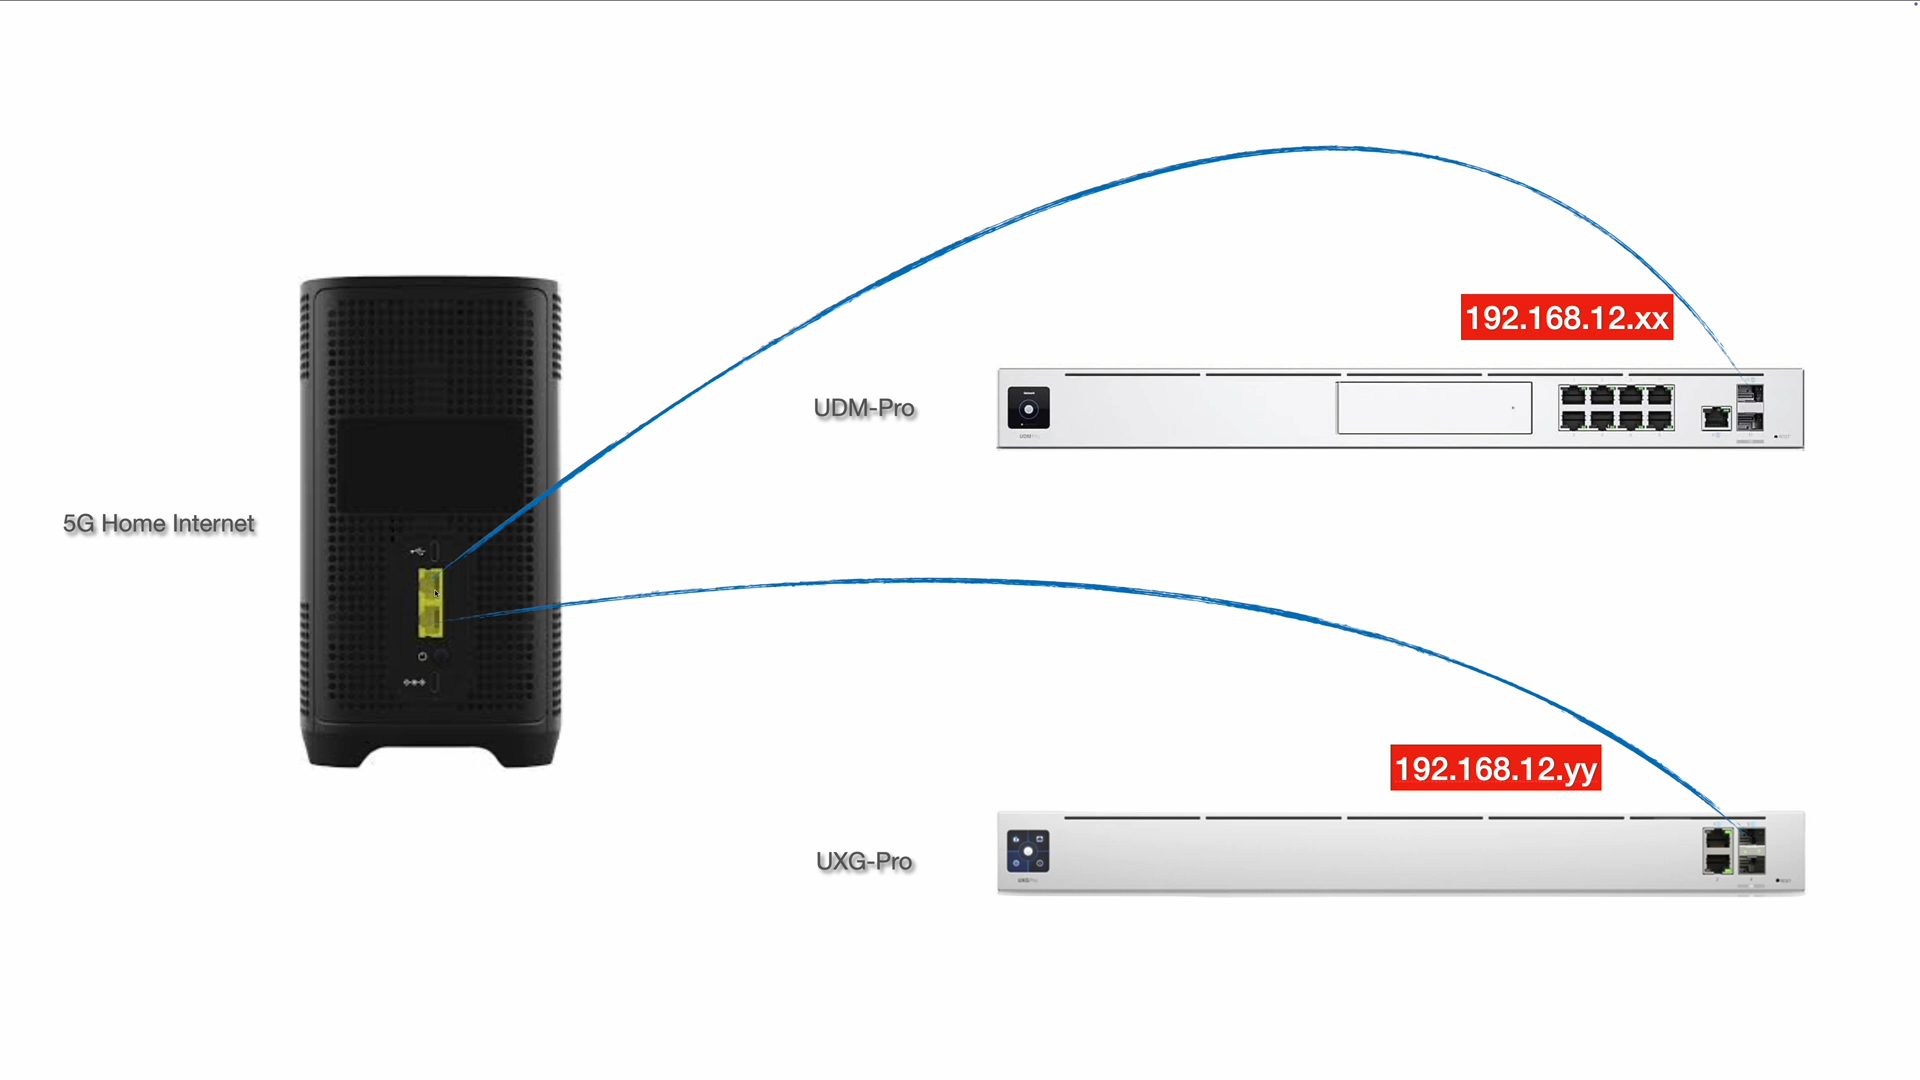 192.168.12.xx
UDM-Pro
5G Home Internet
192.168.12.yy
UXG-Pro